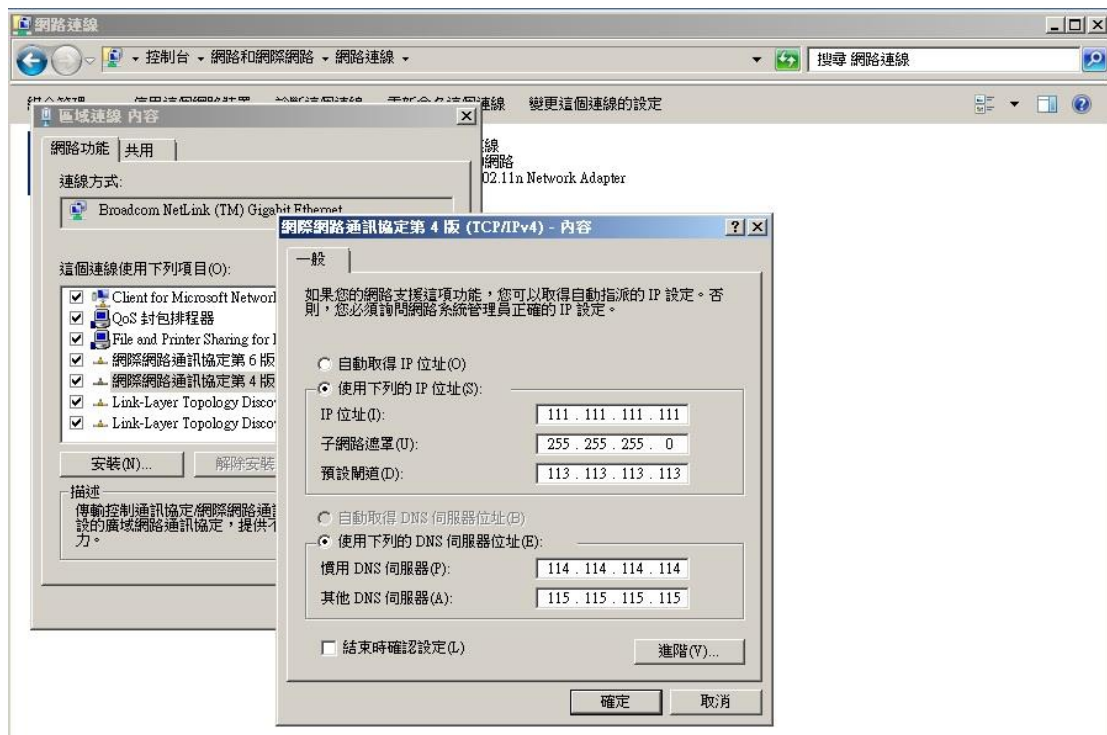 網路連線
控制台 網路和網際網路 網路連線
搜尋 網路連線
變更這個連線的設定
區域連線 內容
網路功能 共用
02.11n Network Adapter
連線方式:
Broadcom NetLink (TM) Gigabit Ethernet
這個連線使用下列項目(O):
Client for Microsoft Networ
QoS 封包排程器
File and Printer Sharing for
網際網路通訊協定第 6 版
網際網路通訊協定第 4 版
Link-Layer Topology Disco
Link-Layer Topology Disco
安裝(N)...
解除安裝
描述
傳輸控制通訊協定/網際網路通
設的廣域網路通訊協定,提供不
力。
網際網路通訊協定第 4 版 (TCP/IPv4) - 內容
一般
如果您的網路支援這項功能,您可以取得自動指派的 IP 設定。否
則,您必須詢問網路系統管理員正確的 IP 設定。
自動取得 IP 位址(O)
使用下列的 IP 位址(S):
IP 位址(I): 111 . 111 . 111 . 111
子網路遮罩(U): 255 . 255 . 255 . 0
預設閘道(D): 113 . 113 . 113 . 113
自動取得 DNS 伺服器位址(B)
使用下列的 DNS 伺服器位址(E):
慣用 DNS 伺服器(P): 114 . 114 . 114 . 114
其他 DNS 伺服器(A): 115 . 115 . 115 . 115
結束時確認設定(L)
進階(V)...
確定 取消